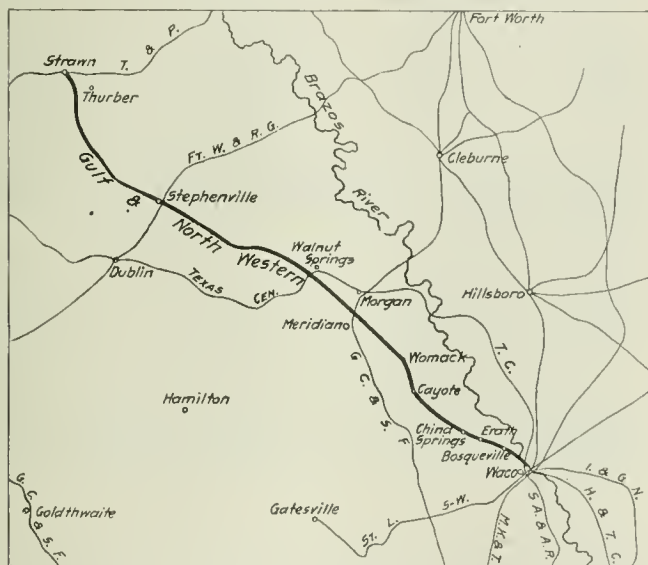 Fort Worth
Strawn
T. & P.
Thurber
Brazos
River
FT. W. & R. G.
Cleburne
Gulf & North Western
Stephenville
Walnut
Springs
Dublin
TEXAS CEN.
Morgan
Hillsboro
Meridian
T. C.
G. C. & S. F
Womack
Cayote
Hamilton
Chind
Springs
Erath
Bosqueville
Waco
I. & G. N.
G. C. & S. F.
Goldthwaite
Gatesville
ST. L. S-W.
M. K. & T.
S. A. & A. P.
H. & T. C.